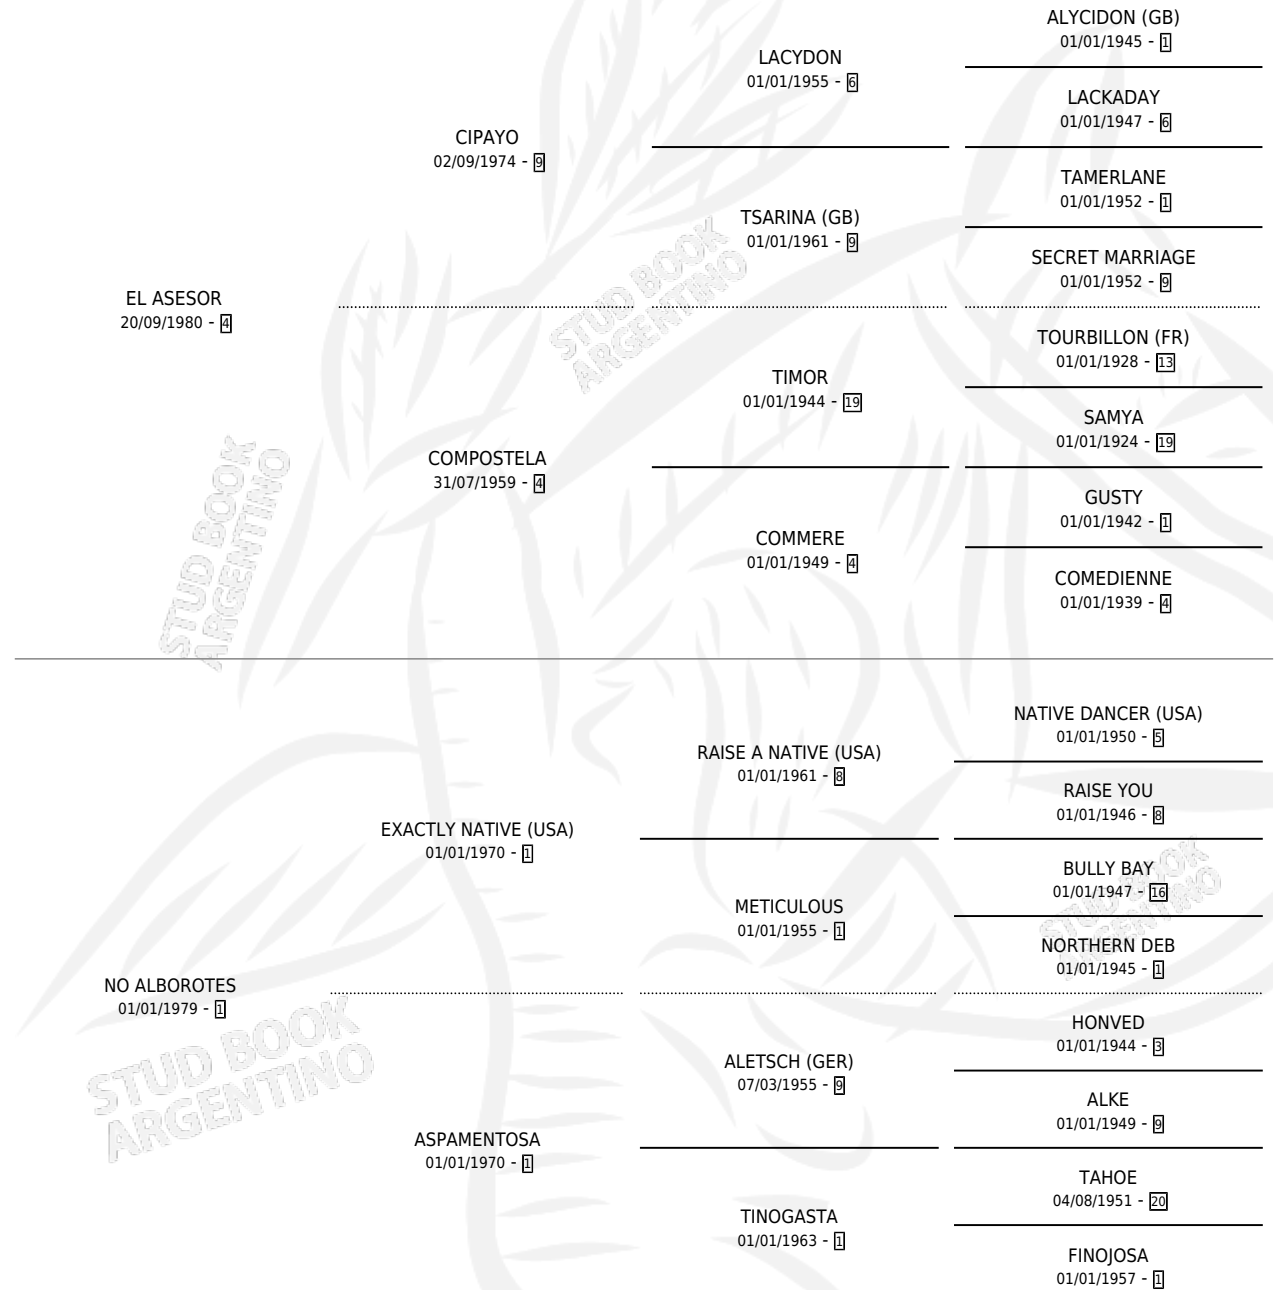 ALYCIDON (GB)
01/01/1945 - 1
LACYDON
01/01/1955 - 6
LACKADAY
01/01/1947 - 6
CIPAYO
02/09/1974 - 9
TAMERLANE
01/01/1952 - 1
TSARINA (GB)
01/01/1961 - 9
SECRET MARRIAGE
01/01/1952 - 9
EL ASESOR
20/09/1980 - 4
STUD BOOK
ARGENTINO
TOURBILLON (FR)
01/01/1928 - 13
TIMOR
01/01/1944 - 19
SAMYA
01/01/1924 - 19
COMPOSTELA
31/07/1959 - 4
GUSTY
01/01/1942 - 1
COMMERE
01/01/1949 - 4
COMEDIENNE
01/01/1939 - 4
STUD BOOK
ARGENTINO
NATIVE DANCER (USA)
01/01/1950 - 5
RAISE A NATIVE (USA)
01/01/1961 - 8
RAISE YOU
01/01/1946 - 8
EXACTLY NATIVE (USA)
01/01/1970 - 1
BULLY BAY
01/01/1947 - 16
STUD BOOK
ARGENTINO
METICULOUS
01/01/1955 - 1
NORTHERN DEB
01/01/1945 - 1
NO ALBOROTES
01/01/1979 - 1
STUD BOOK
ARGENTINO
HONVED
01/01/1944 - 3
ALETSCH (GER)
07/03/1955 - 9
ALKE
01/01/1949 - 9
ASPAMENTOSA
01/01/1970 - 1
TAHOE
04/08/1951 - 20
TINOGASTA
01/01/1963 - 1
FINOJOSA
01/01/1957 - 1